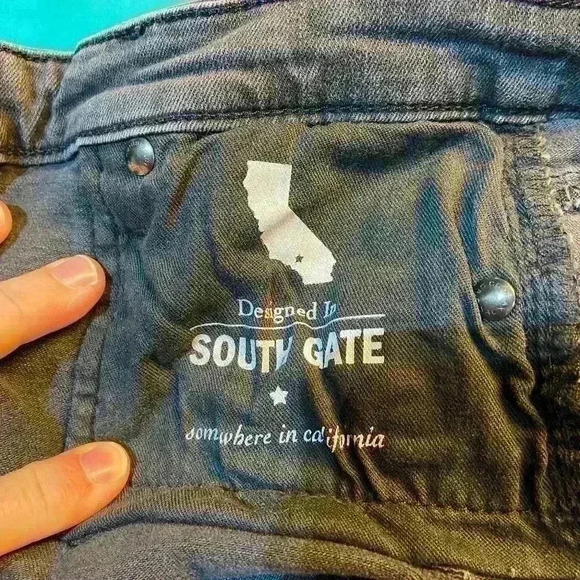 Designed In
SOUTH GATE
somwhere in california